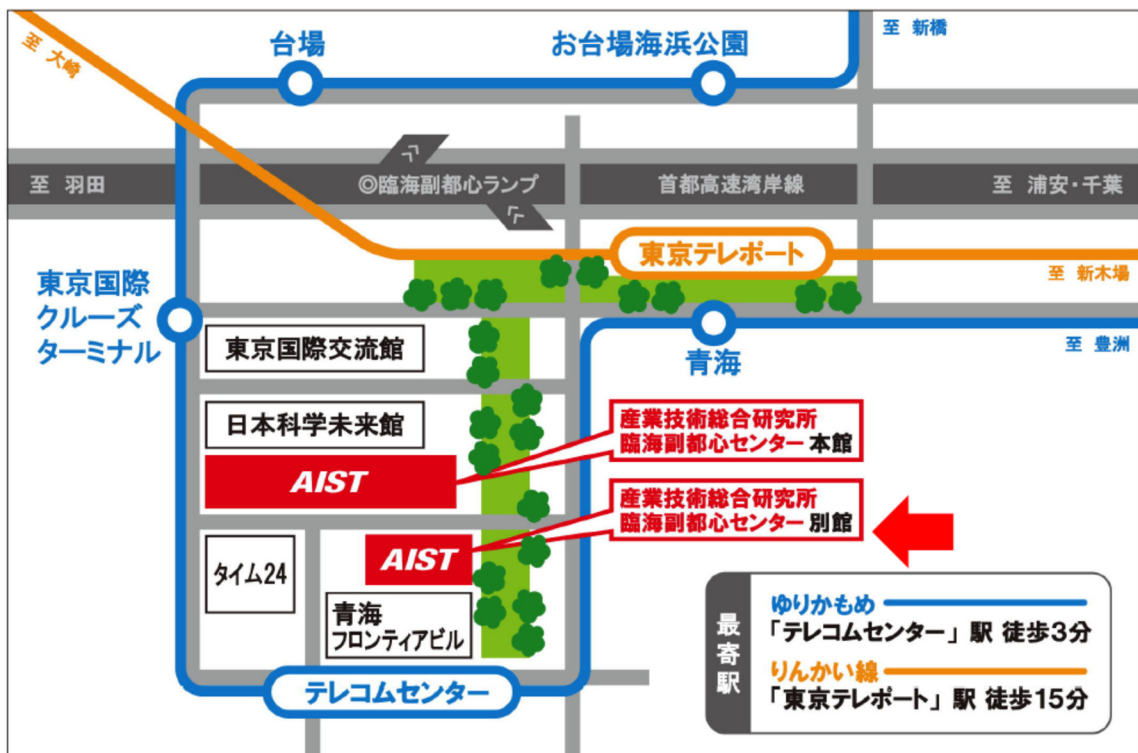 至 大崎
台場
お台場海浜公園
至 新橋
至 羽田
◎臨海副都心ランプ
首都高速湾岸線
至 浦安・千葉
東京テレポート
至 新木場
東京国際
クルーズ
ターミナル
青海
至 豊洲
東京国際交流館
日本科学未来館
AIST
産業技術総合研究所
臨海副都心センター 本館
産業技術総合研究所
臨海副都心センター 別館
AIST
タイム24
青海
フロンティアビル
テレコムセンター
最寄駅
ゆりかもめ
「テレコムセンター」駅 徒歩3分
りんかい線
「東京テレポート」駅 徒歩15分